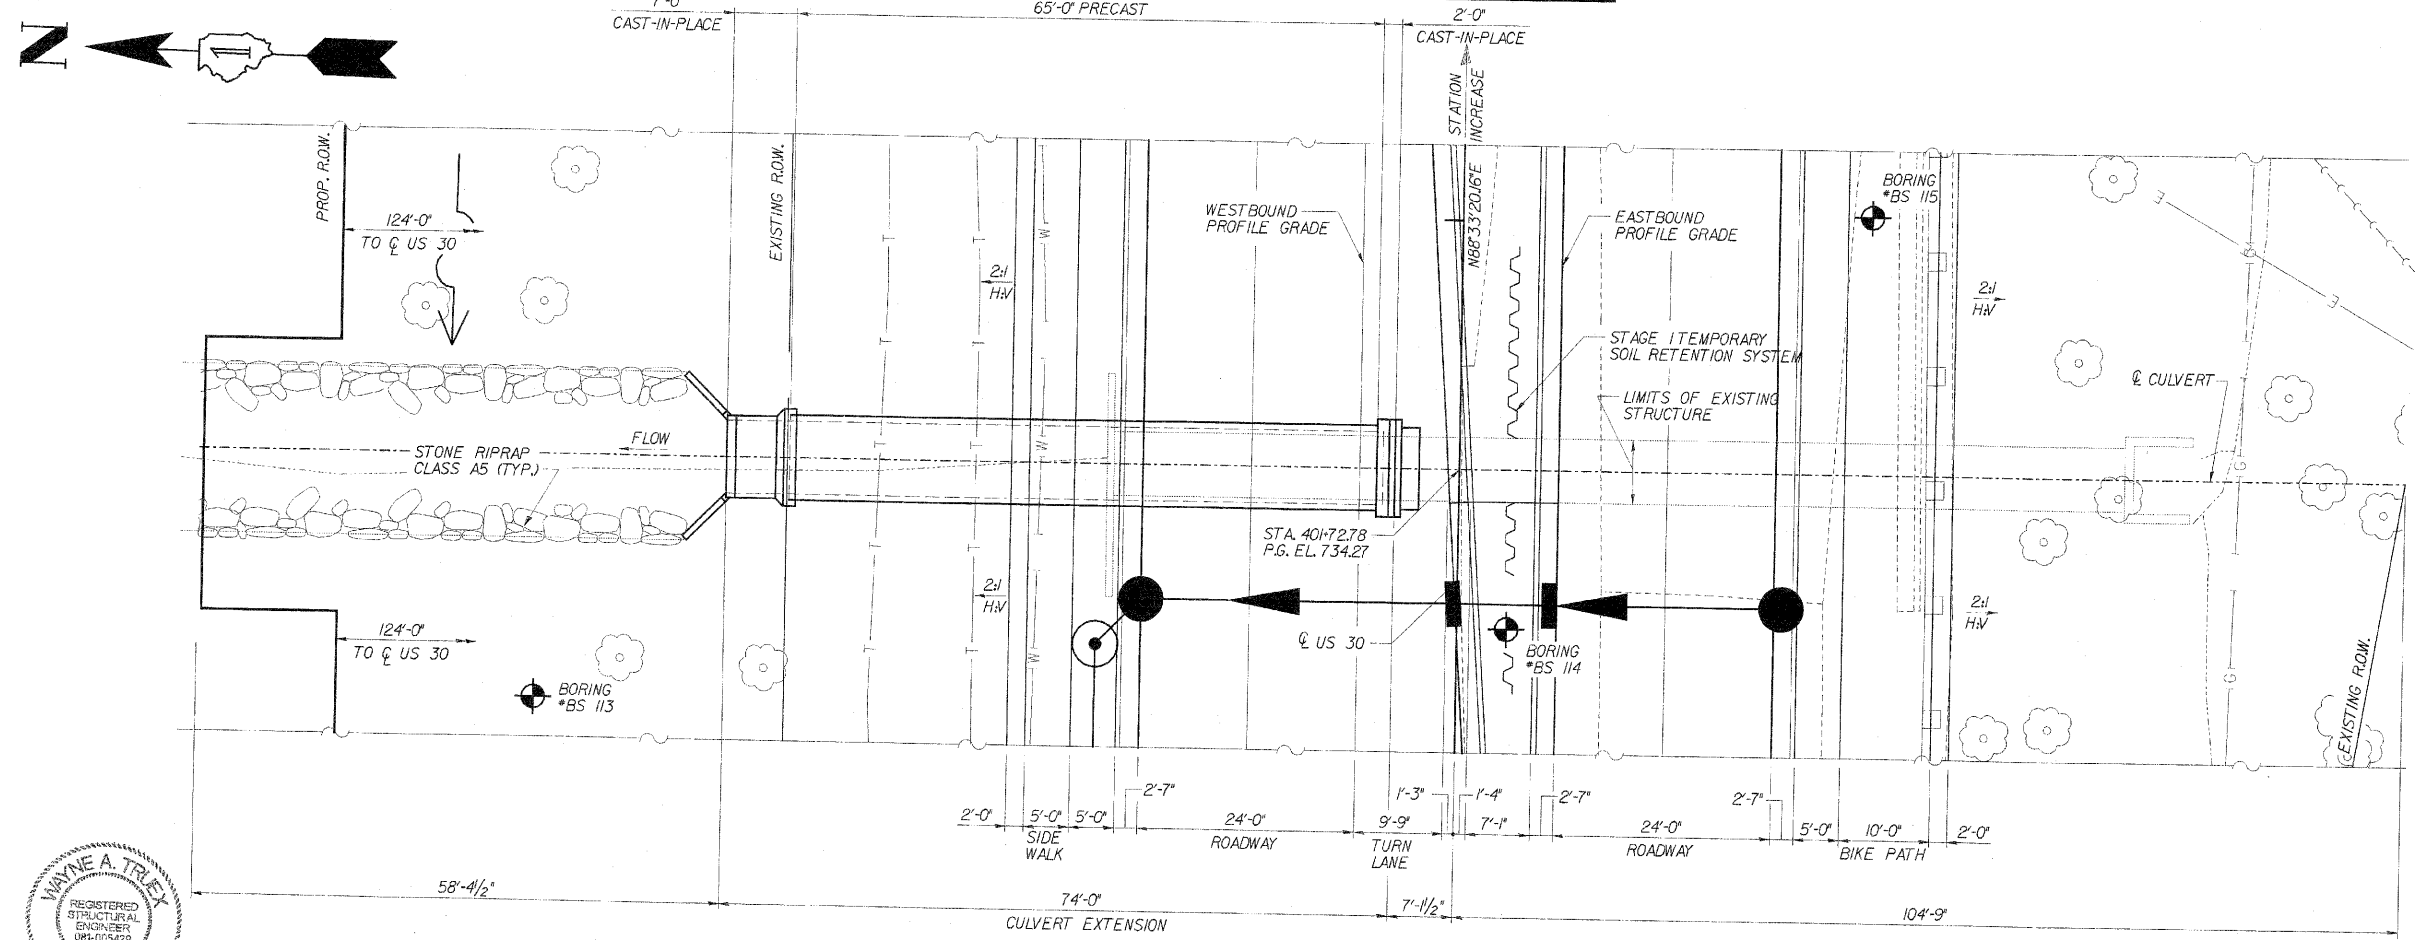 CAST-IN-PLACE
65'-0" PRECAST
2'-0"
CAST-IN-PLACE
N
STATION
INCREASE
N88°33'20.16"E
PROP. R.O.W.
EXISTING R.O.W.
124'-0"
TO ℄ US 30
2:1
H:V
W
T
WESTBOUND
PROFILE GRADE
EASTBOUND
PROFILE GRADE
BORING
#BS 115
E
G
2:1
H:V
E
STAGE I TEMPORARY
SOIL RETENTION SYSTEM
LIMITS OF EXISTING
STRUCTURE
℄ CULVERT
T
T
FLOW
STONE RIPRAP
CLASS A5 (TYP.)
W
T
T
G
STA. 401+72.78
P.G. EL. 734.27
2:1
H:V
2:1
H:V
124'-0"
TO ℄ US 30
℄ US 30
BORING
#BS 114
W
T
T
G
EXISTING R.O.W.
BORING
#BS 113
2'-0"
5'-0"
SIDE
WALK
5'-0"
2'-7"
24'-0"
ROADWAY
9'-9"
TURN
LANE
1'-3"
1'-4"
7'-1"
2'-7"
24'-0"
ROADWAY
2'-7"
5'-0"
10'-0"
BIKE PATH
2'-0"
58'-4½"
74'-0"
CULVERT EXTENSION
7'-1½"
104'-9"
WAYNE A. TRUEX
REGISTERED
STRUCTURAL
ENGINEER